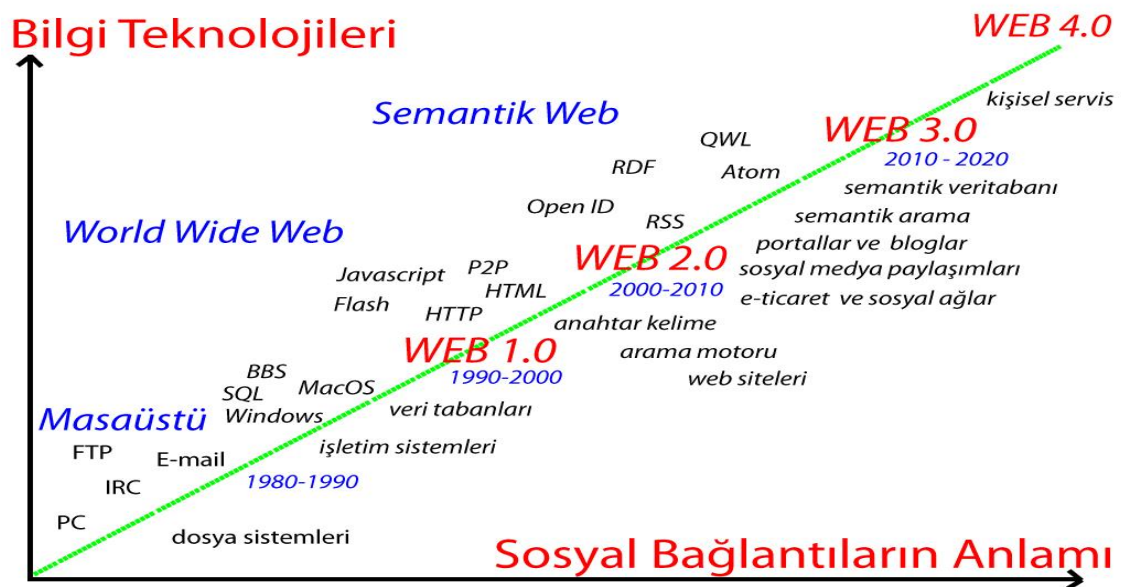 Bilgi Teknolojileri
WEB 4.0
kişisel servis
Semantik Web
WEB 3.0
QWL
2010 - 2020
RDF
Atom
semantik veritabanı
Open ID
semantik arama
RSS
World Wide Web
portallar ve bloglar
WEB 2.0
sosyal medya paylaşımları
Javascript
P2P
2000-2010
HTML
e-ticaret ve sosyal ağlar
Flash
HTTP
anahtar kelime
WEB 1.0
arama motoru
BBS
1990-2000
web siteleri
SQL
MacOS
veri tabanları
Masaüstü
Windows
işletim sistemleri
FTP
E-mail
1980-1990
IRC
PC
dosya sistemleri
Sosyal Bağlantıların Anlamı